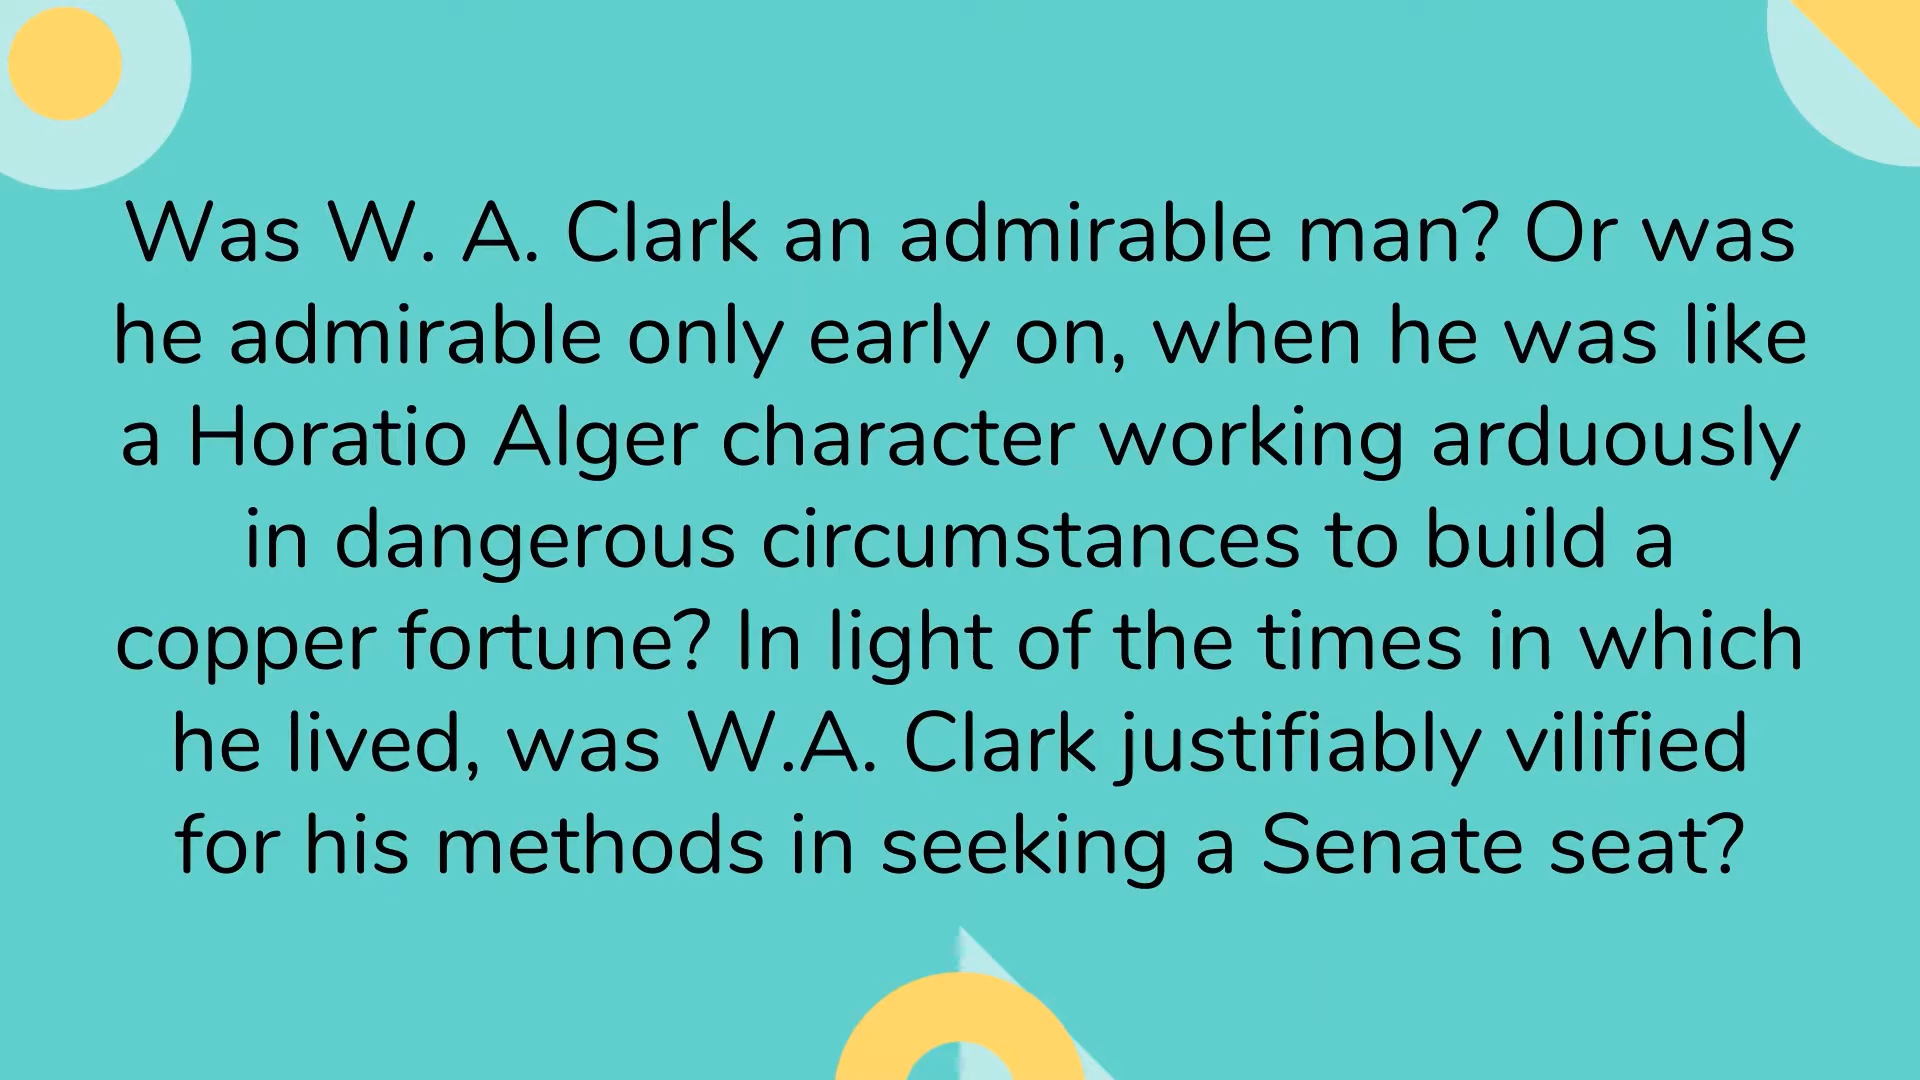 Was W. A. Clark an admirable man? Or was
he admirable only early on, when he was like
a Horatio Alger character working arduously
in dangerous circumstances to build a
copper fortune? In light of the times in which
he lived, was W.A. Clark justifiably vilified
for his methods in seeking a Senate seat?